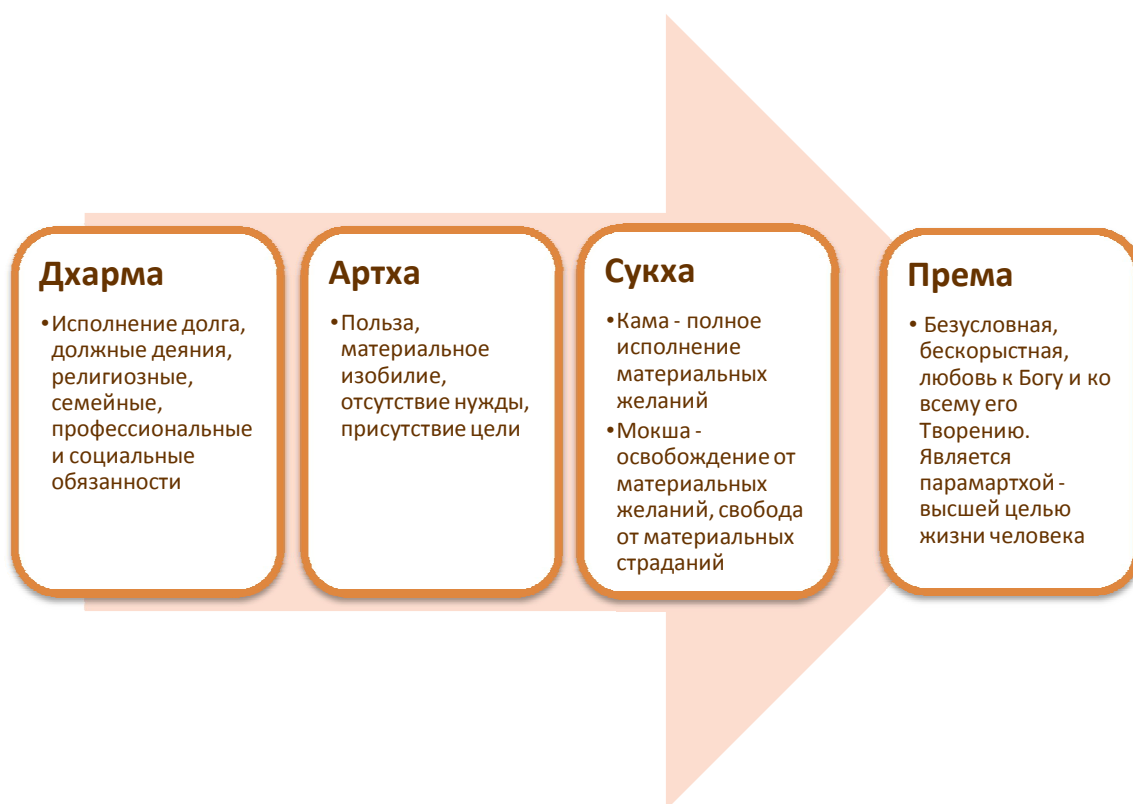 Дхарма
•Исполнение долга,
должные деяния,
религиозные,
семейные,
профессиональные
и социальные
обязанности
Артха
•Польза,
материальное
изобилие,
отсутствие нужды,
присутствие цели
Сукха
•Кама - полное
исполнение
материальных
желаний
•Мокша -
освобождение от
материальных
желаний, свобода
от материальных
страданий
Према
• Безусловная,
бескорыстная,
любовь к Богу и ко
всему его
Творению.
Является
парамартхой -
высшей целью
жизни человека